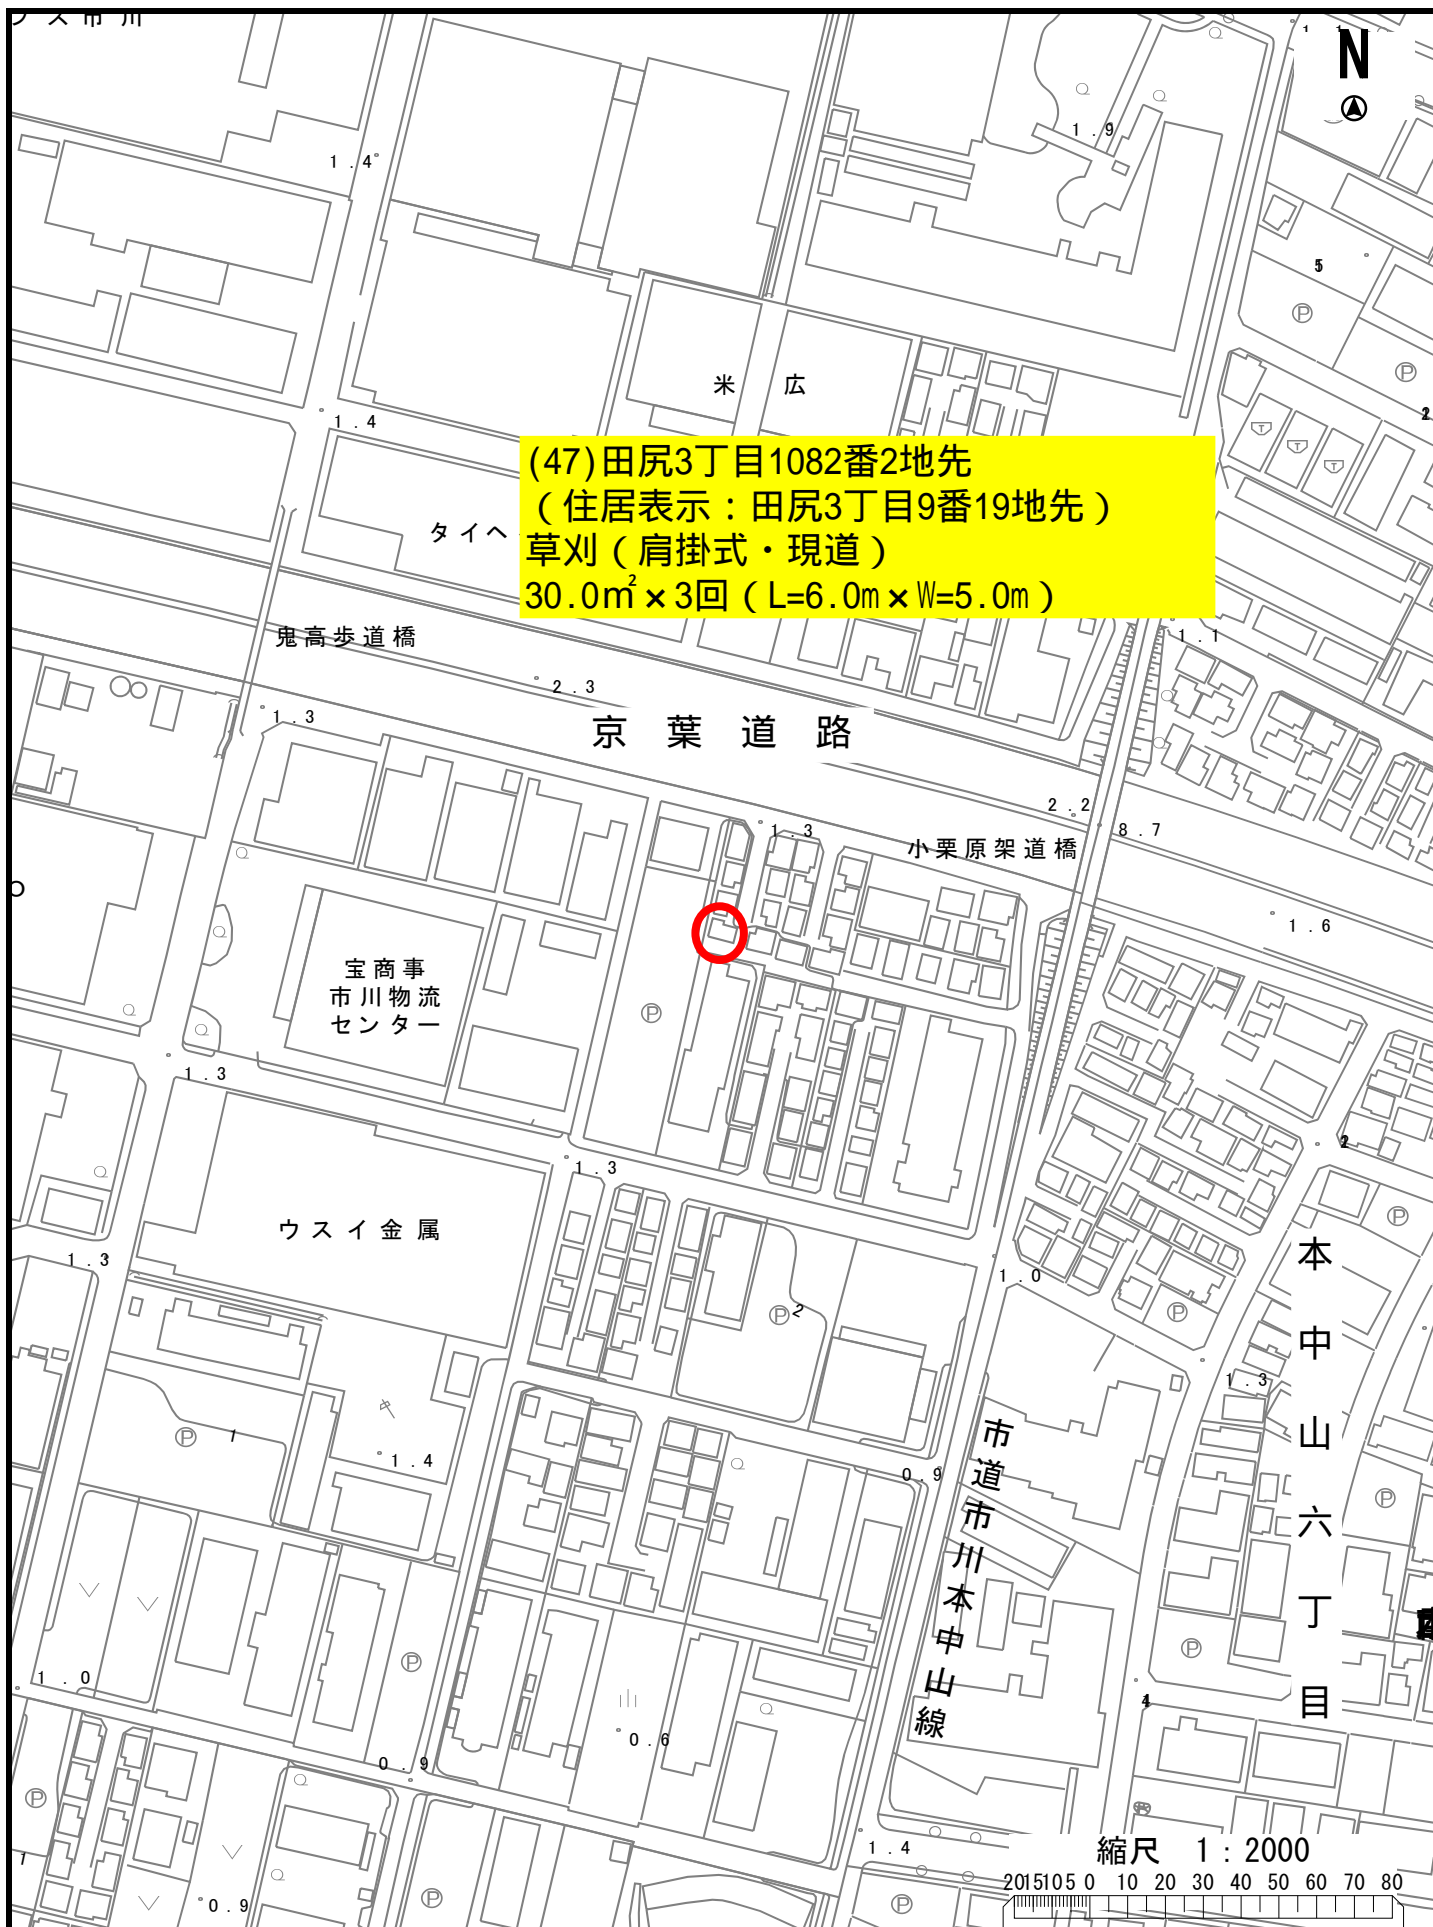 プス市川
N
1.4
1.9
米広
1.4
(47)田尻3丁目1082番2地先
（住居表示：田尻3丁目9番19地先）
草刈（肩掛式・現道）
30.0㎡×3回（L=6.0m×W=5.0m）
タイヘ
鬼高歩道橋
1.1
2.3
1.3
京葉道路
2.2
8.7
1.3
小栗原架道橋
1.6
宝商事
市川物流
センター
Ⓟ
1.3
1.3
ウスイ金属
1.3
1.0
Ⓟ2
1.3
Ⓟ 1
1.4
0.9
市道市川本中山線
本中山六丁目
1.0
0.6
0.9
1.4
0.9
縮尺 1:2000
20151050 10 20 30 40 50 60 70 80